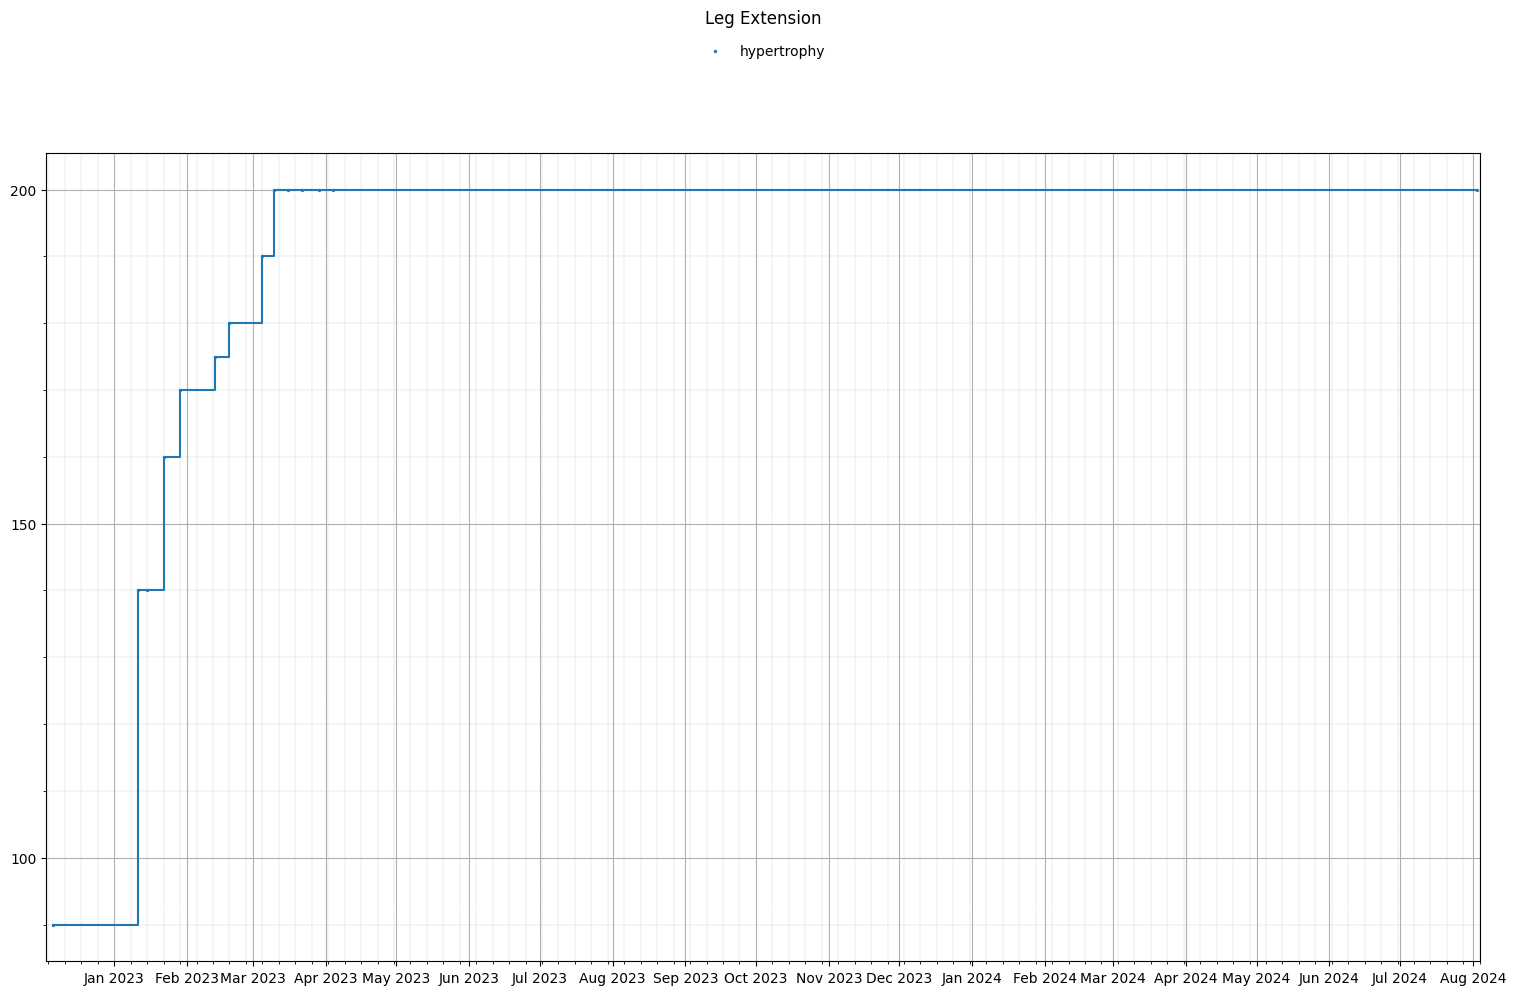 Leg Extension
hypertrophy
200
150
100
Jan 2023 Feb 2023 Mar 2023 Apr 2023 May 2023 Jun 2023 Jul 2023 Aug 2023 Sep 2023 Oct 2023 Nov 2023 Dec 2023 Jan 2024 Feb 2024 Mar 2024 Apr 2024 May 2024 Jun 2024 Jul 2024 Aug 2024